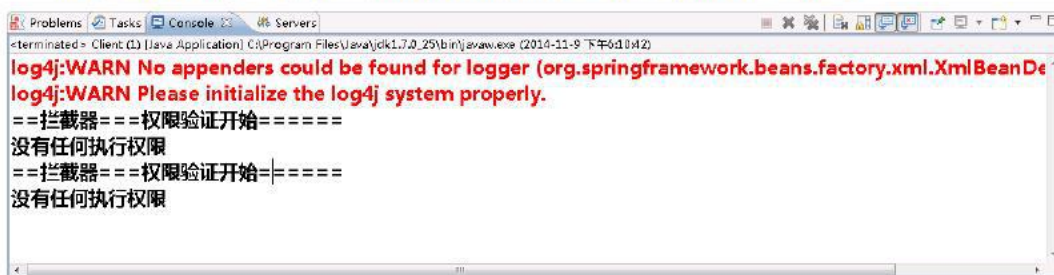 Problems Tasks Console Servers
<terminated> Client (1) [Java Application] C:\Program Files\Java\jdk1.7.0_25\bin\javaw.exe (2014-11-9 下午6:10:42)
log4j:WARN No appenders could be found for logger (org.springframework.beans.factory.xml.XmlBeanDe
log4j:WARN Please initialize the log4j system properly.
==拦截器===权限验证开始======
没有任何执行权限
==拦截器===权限验证开始======
没有任何执行权限